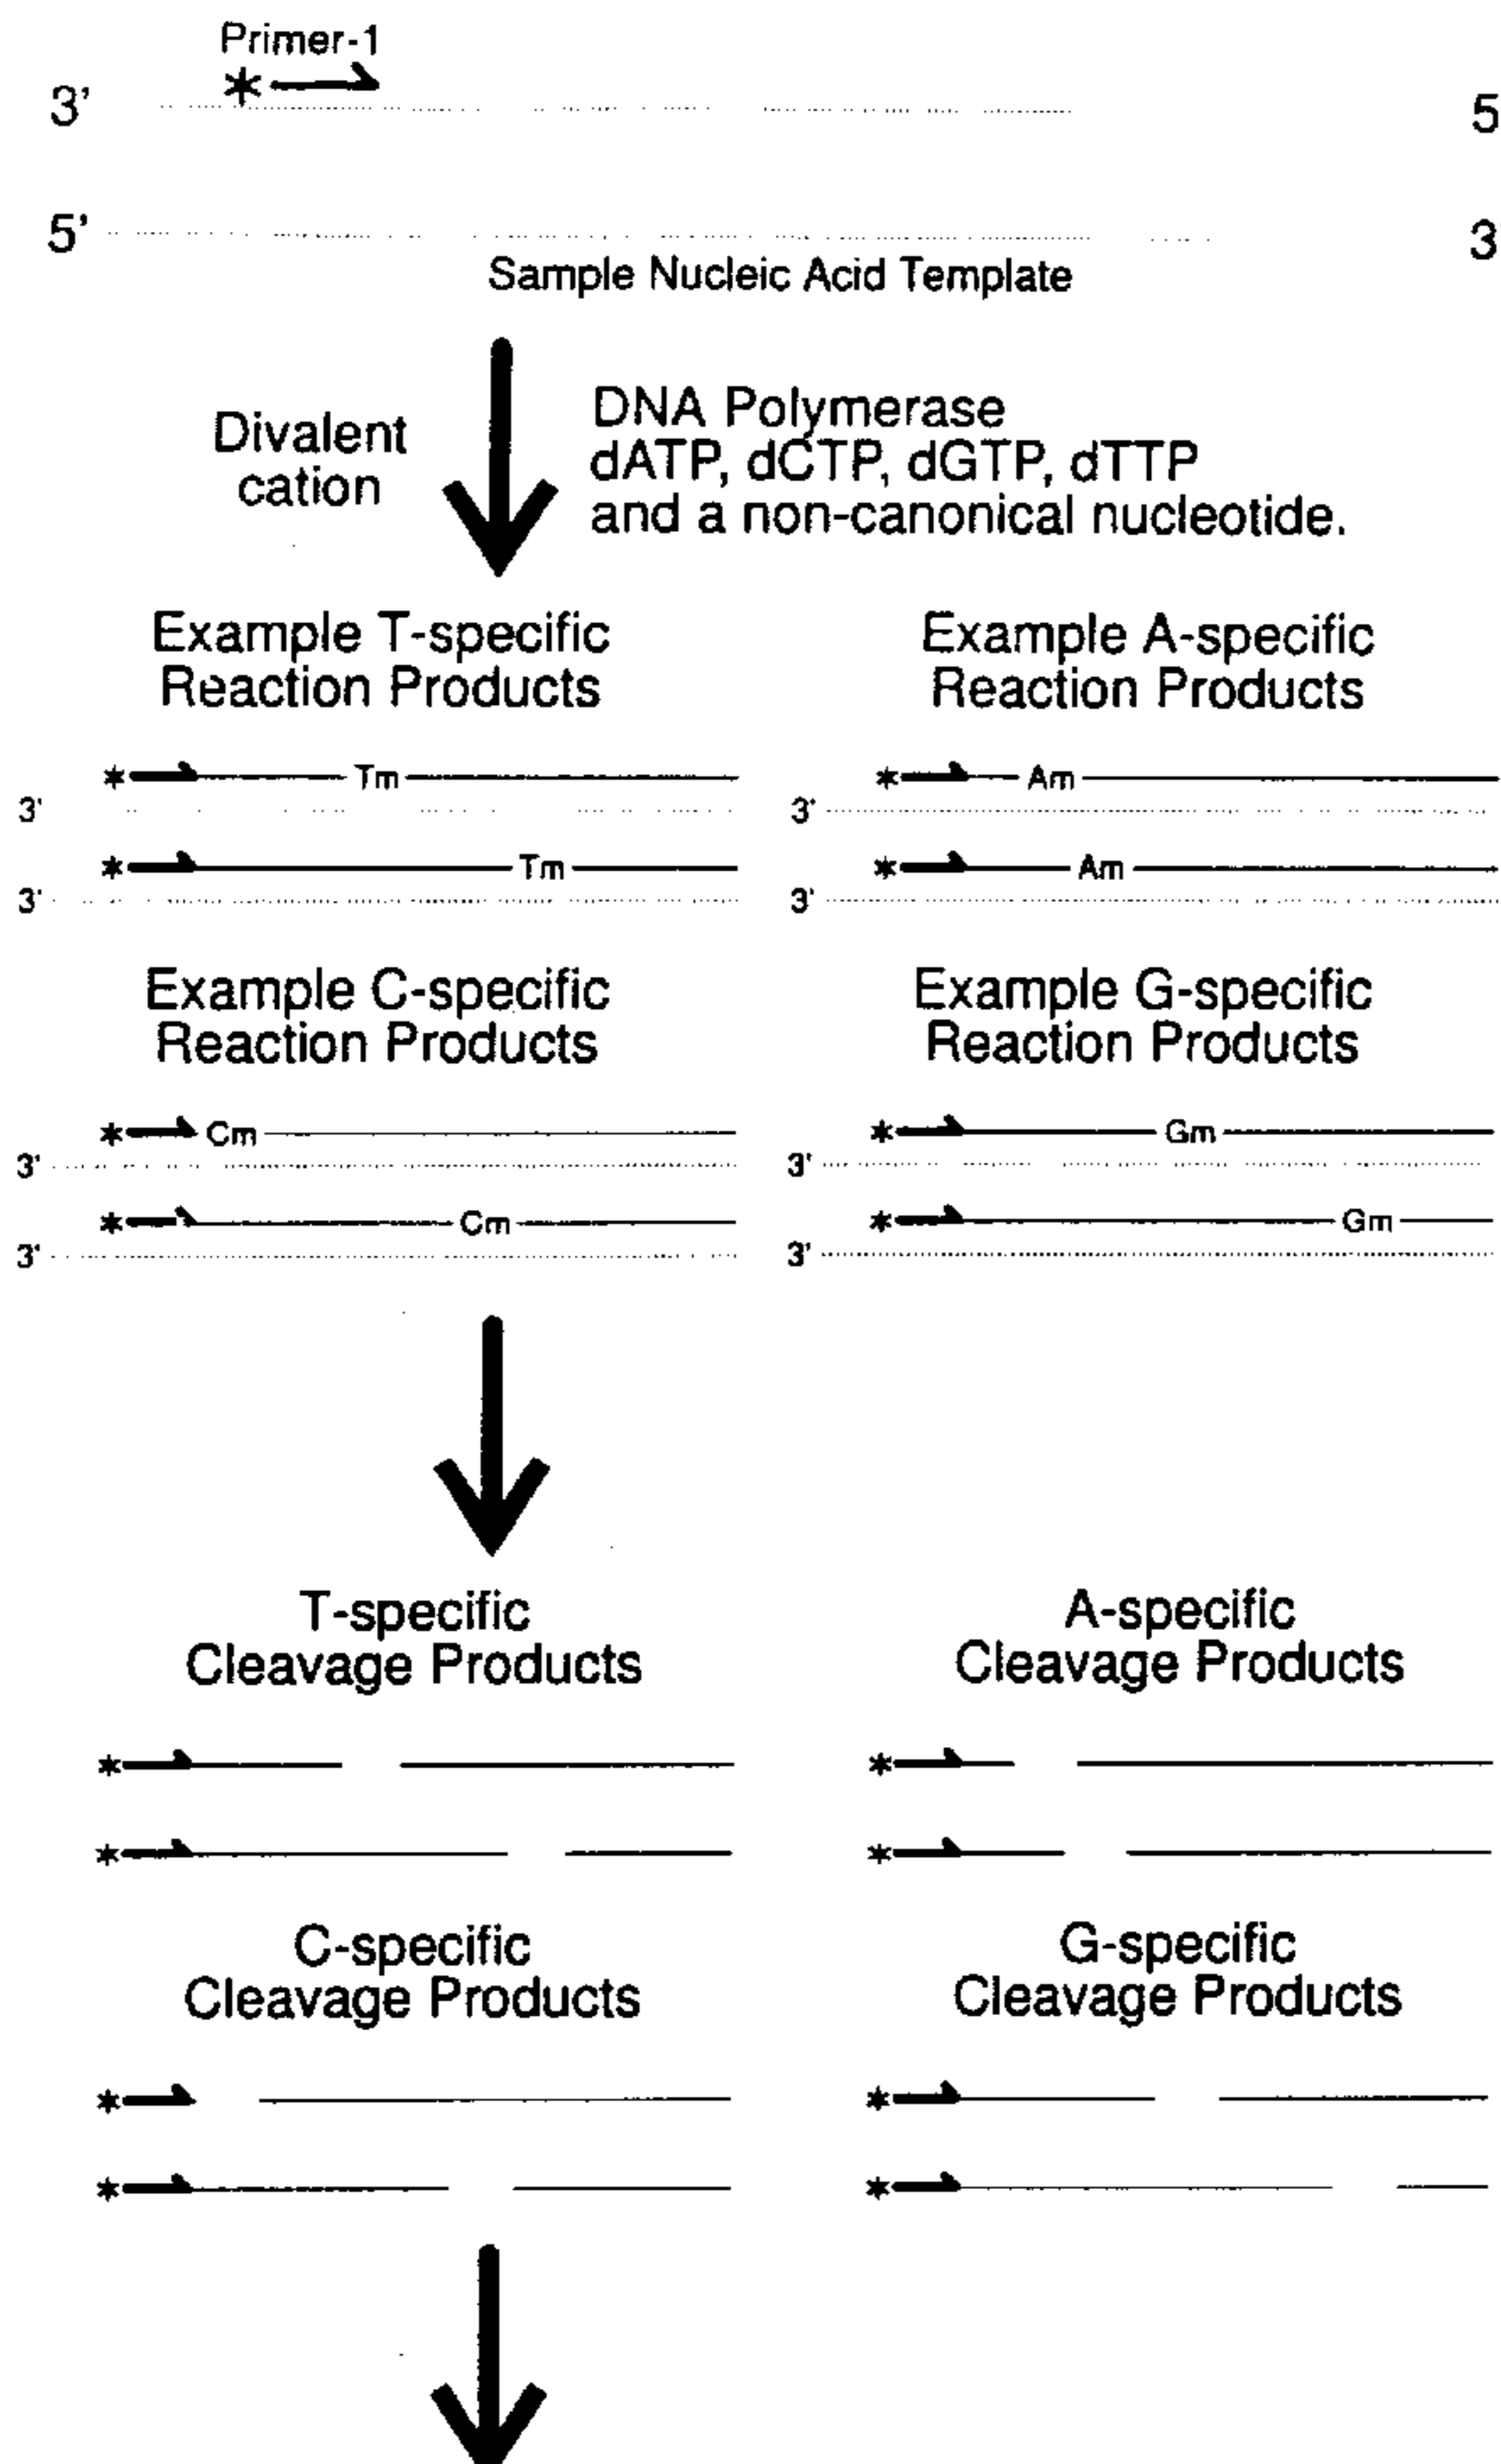 Primer-1
3' 5
5' 3
Sample Nucleic Acid Template
Divalent
cation
DNA Polymerase
dATP, dCTP, dGTP, dTTP
and a non-canonical nucleotide.
Example T-specific
Reaction Products
Example A-specific
Reaction Products
Tm
3'
Tm
3'
Am
3'
Am
3'
Example C-specific
Reaction Products
Example G-specific
Reaction Products
Cm
3'
Cm
3'
Gm
3'
Gm
3'
T-specific
Cleavage Products
A-specific
Cleavage Products
C-specific
Cleavage Products
G-specific
Cleavage Products